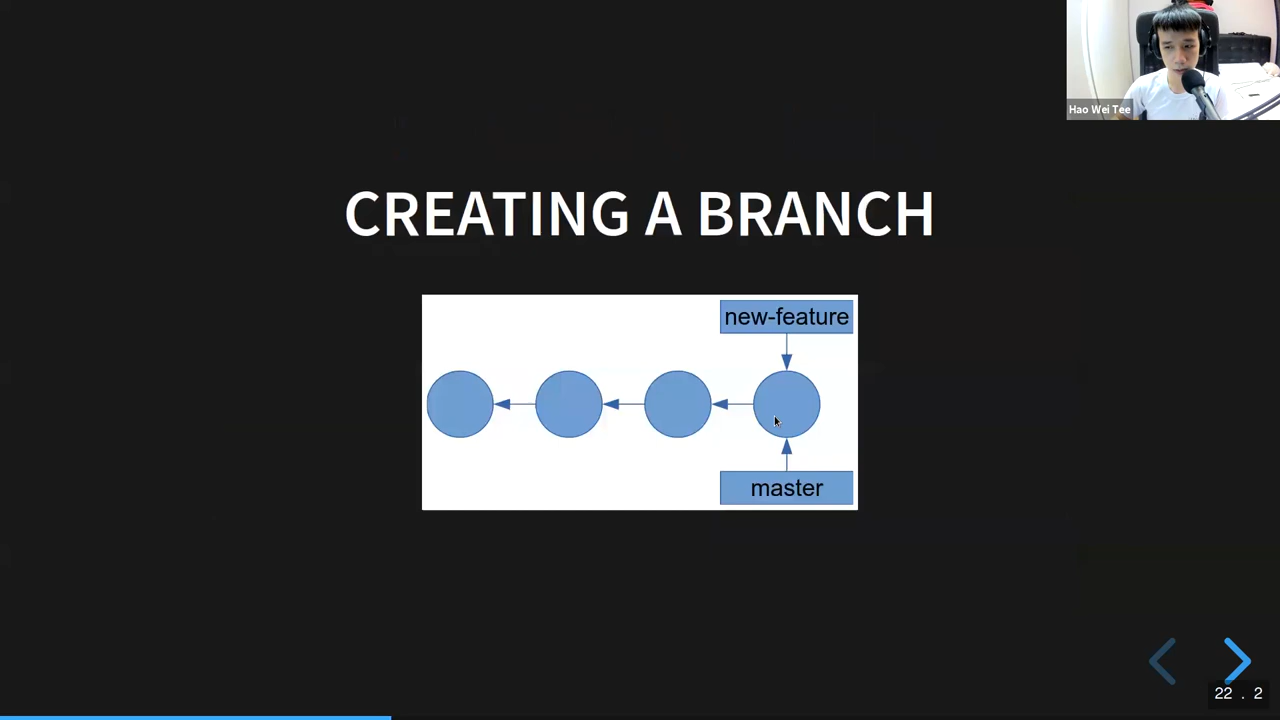 Hao Wei Tee
CREATING A BRANCH
new-feature
master
22 . 2